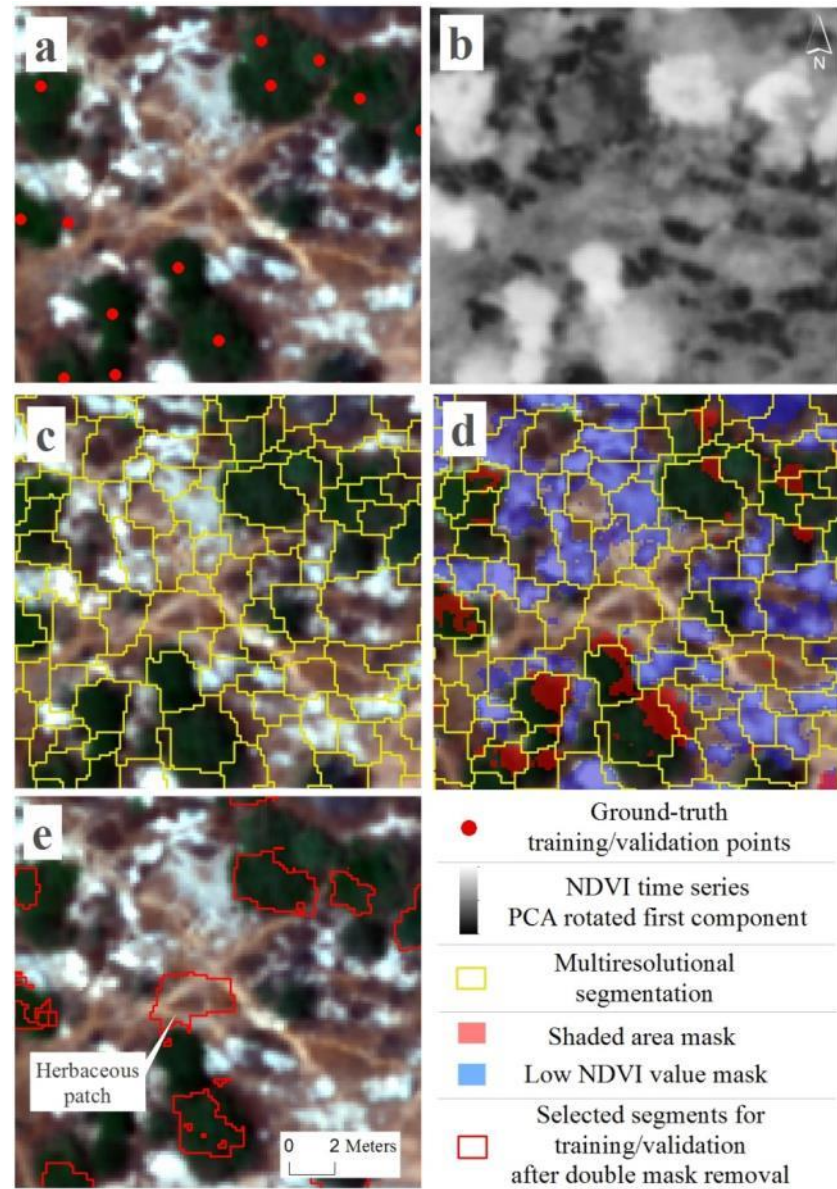 a
b
N
c
d
e
Herbaceous
patch
0 2 Meters
Ground-truth
training/validation points
NDVI time series
PCA rotated first component
Multiresolutional
segmentation
Shaded area mask
Low NDVI value mask
Selected segments for
training/validation
after double mask removal